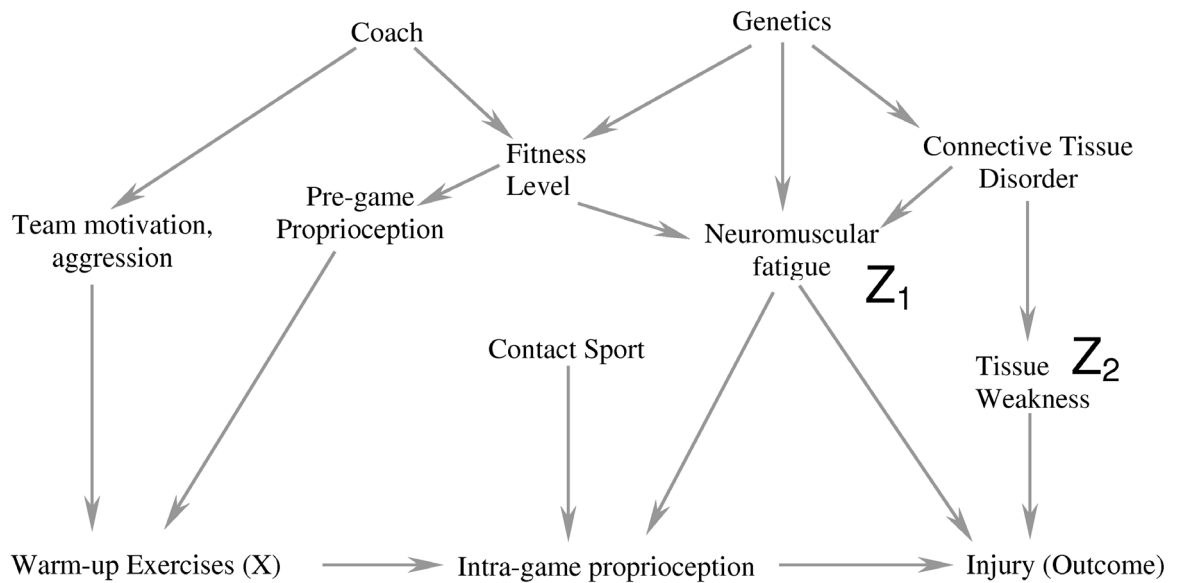 Coach
Genetics
Fitness
Level
Connective Tissue
Disorder
Pre-game
Proprioception
Team motivation,
aggression
Neuromuscular
fatigue
Z1
Contact Sport
Tissue
Weakness
Z2
Warm-up Exercises (X)
Intra-game proprioception
Injury (Outcome)